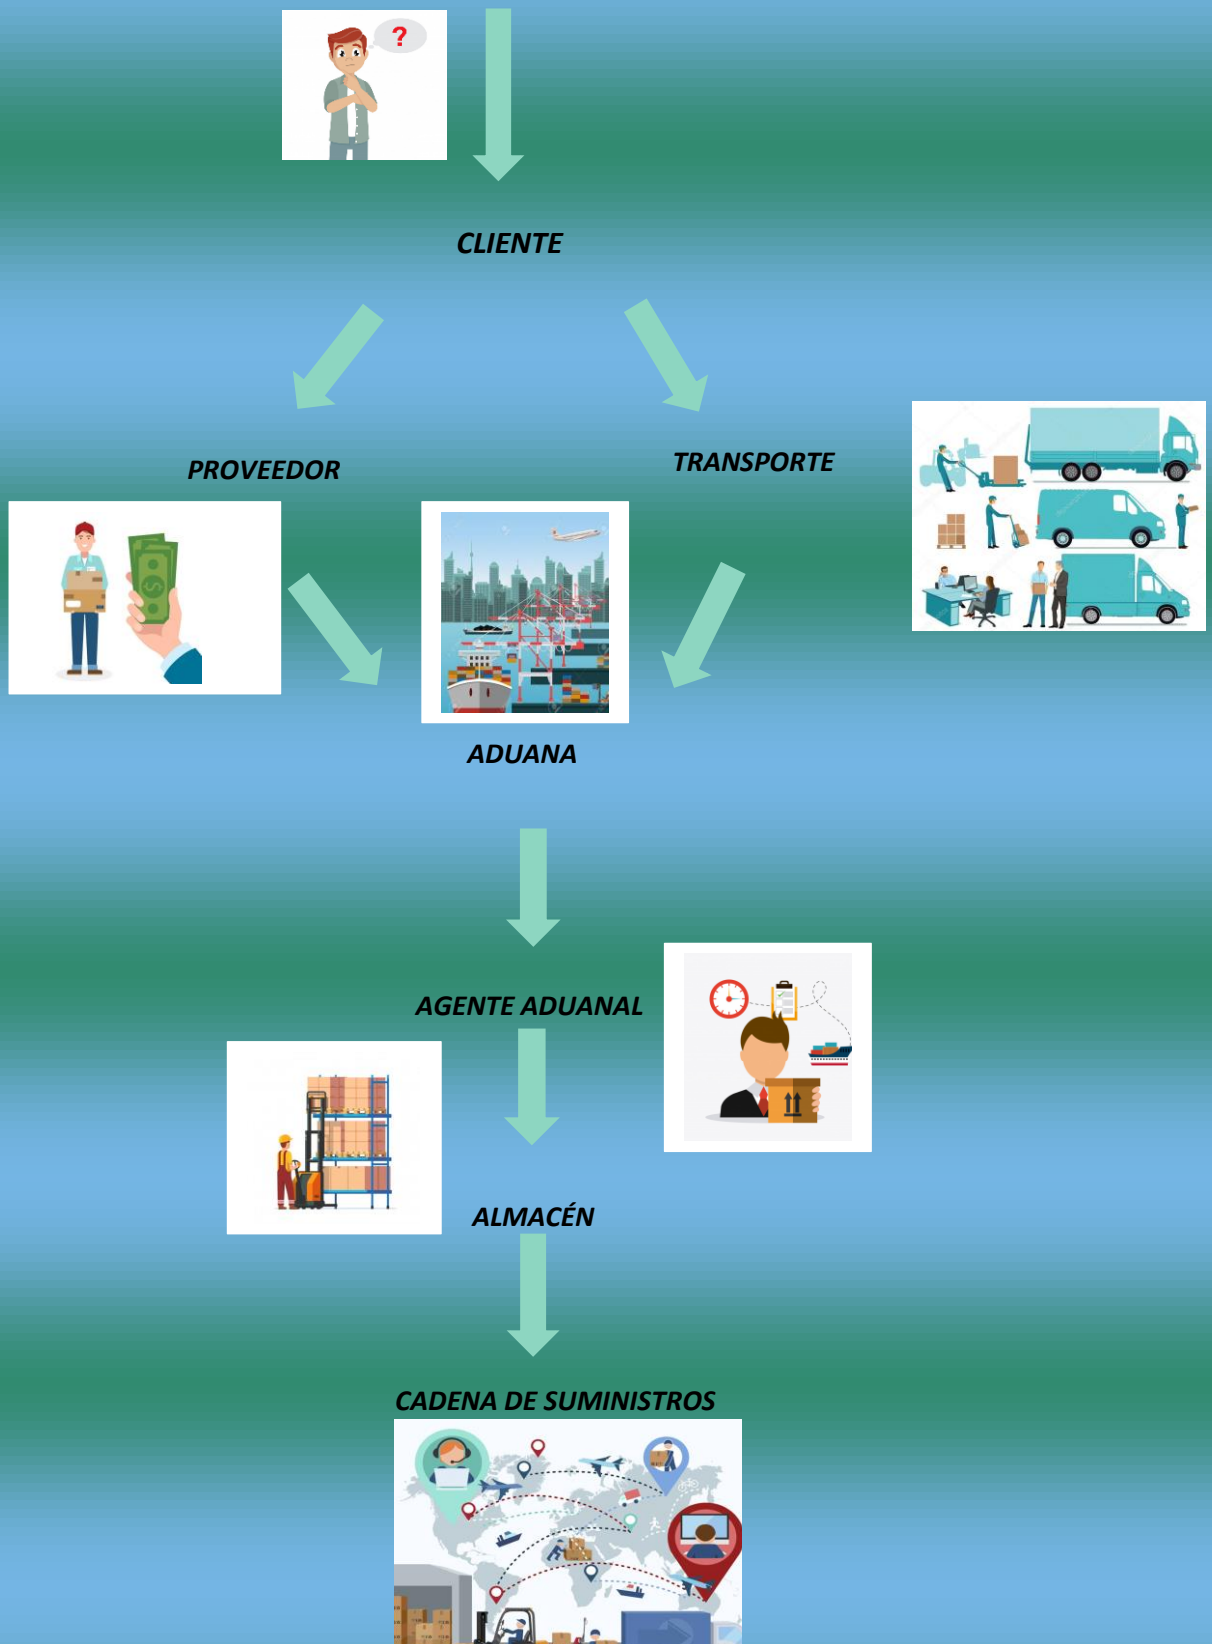 ?
CLIENTE
PROVEEDOR
TRANSPORTE
ADUANA
AGENTE ADUANAL
ALMACÉN
CADENA DE SUMINISTROS